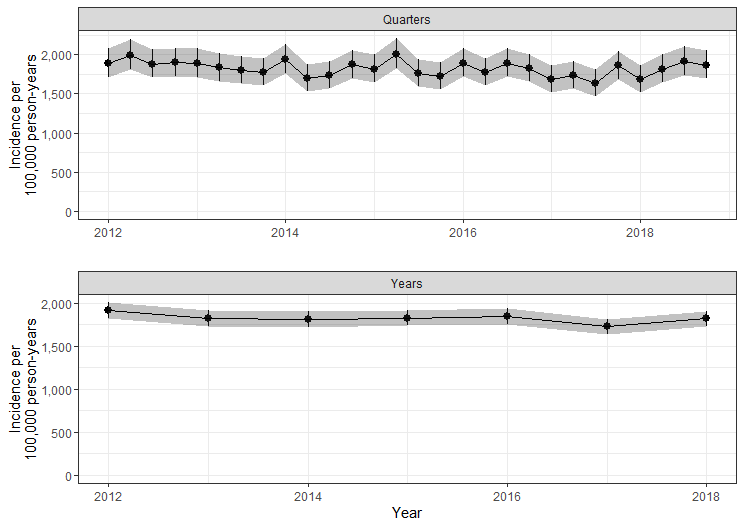 Quarters
Incidence per
100,000 person-years
2,000
1,500
1,000
500
0
2012
2014
2016
2018
Years
Incidence per
100,000 person-years
2,000
1,500
1,000
500
0
2012
2014
2016
2018
Year